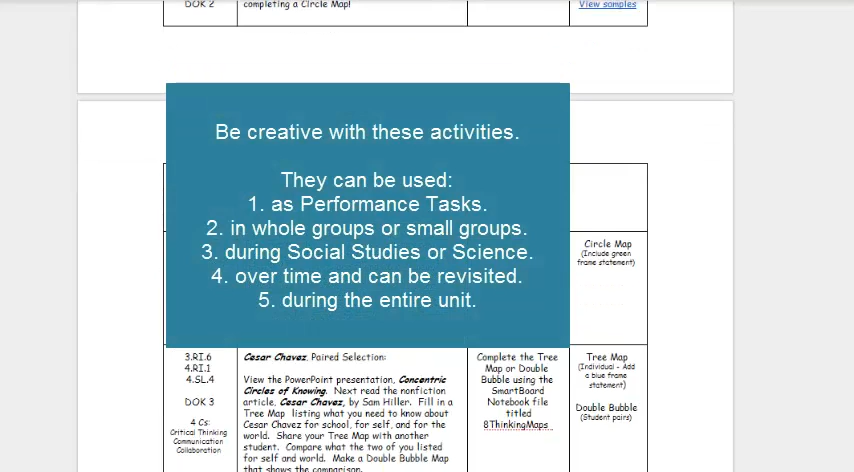 DOK 2
completing a Circle Map!
View samples
Be creative with these activities.
They can be used:
1. as Performance Tasks.
2. in whole groups or small groups.
3. during Social Studies or Science.
4. over time and can be revisited.
5. during the entire unit.
Circle Map
(Include green
frame statement)
3.RI.6
4.RI.1
4.SL.4
DOK 3
4 Cs:
Critical Thinking
Communication
Collaboration
Cesar Chavez, Paired Selection:
View the PowerPoint presentation, Concentric
Circles of Knowing. Next read the nonfiction
article, Cesar Chavez, by Sam Hiller. Fill in a
Tree Map listing what you need to know about
Cesar Chavez for school, for self, and for the
world. Share your Tree Map with another
student. Compare what the two of you listed
for self and world. Make a Double Bubble Map
that shows the comparison.
Complete the Tree
Map or Double
Bubble using the
SmartBoard
Notebook file
titled
8ThinkingMaps
Tree Map
(Individual - Add
a blue frame
statement)
Double Bubble
(Student pairs)